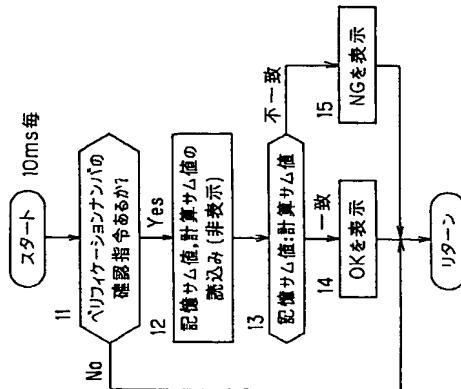 スタート
10ms毎
11
ベリフィケーションナンバの
確認指令あるか?
No
Yes
12
記憶サム値,計算サム値の
読込み(非表示)
13
記憶サム値:計算サム値
不一致
一致
14
OKを表示
15
NGを表示
リターン